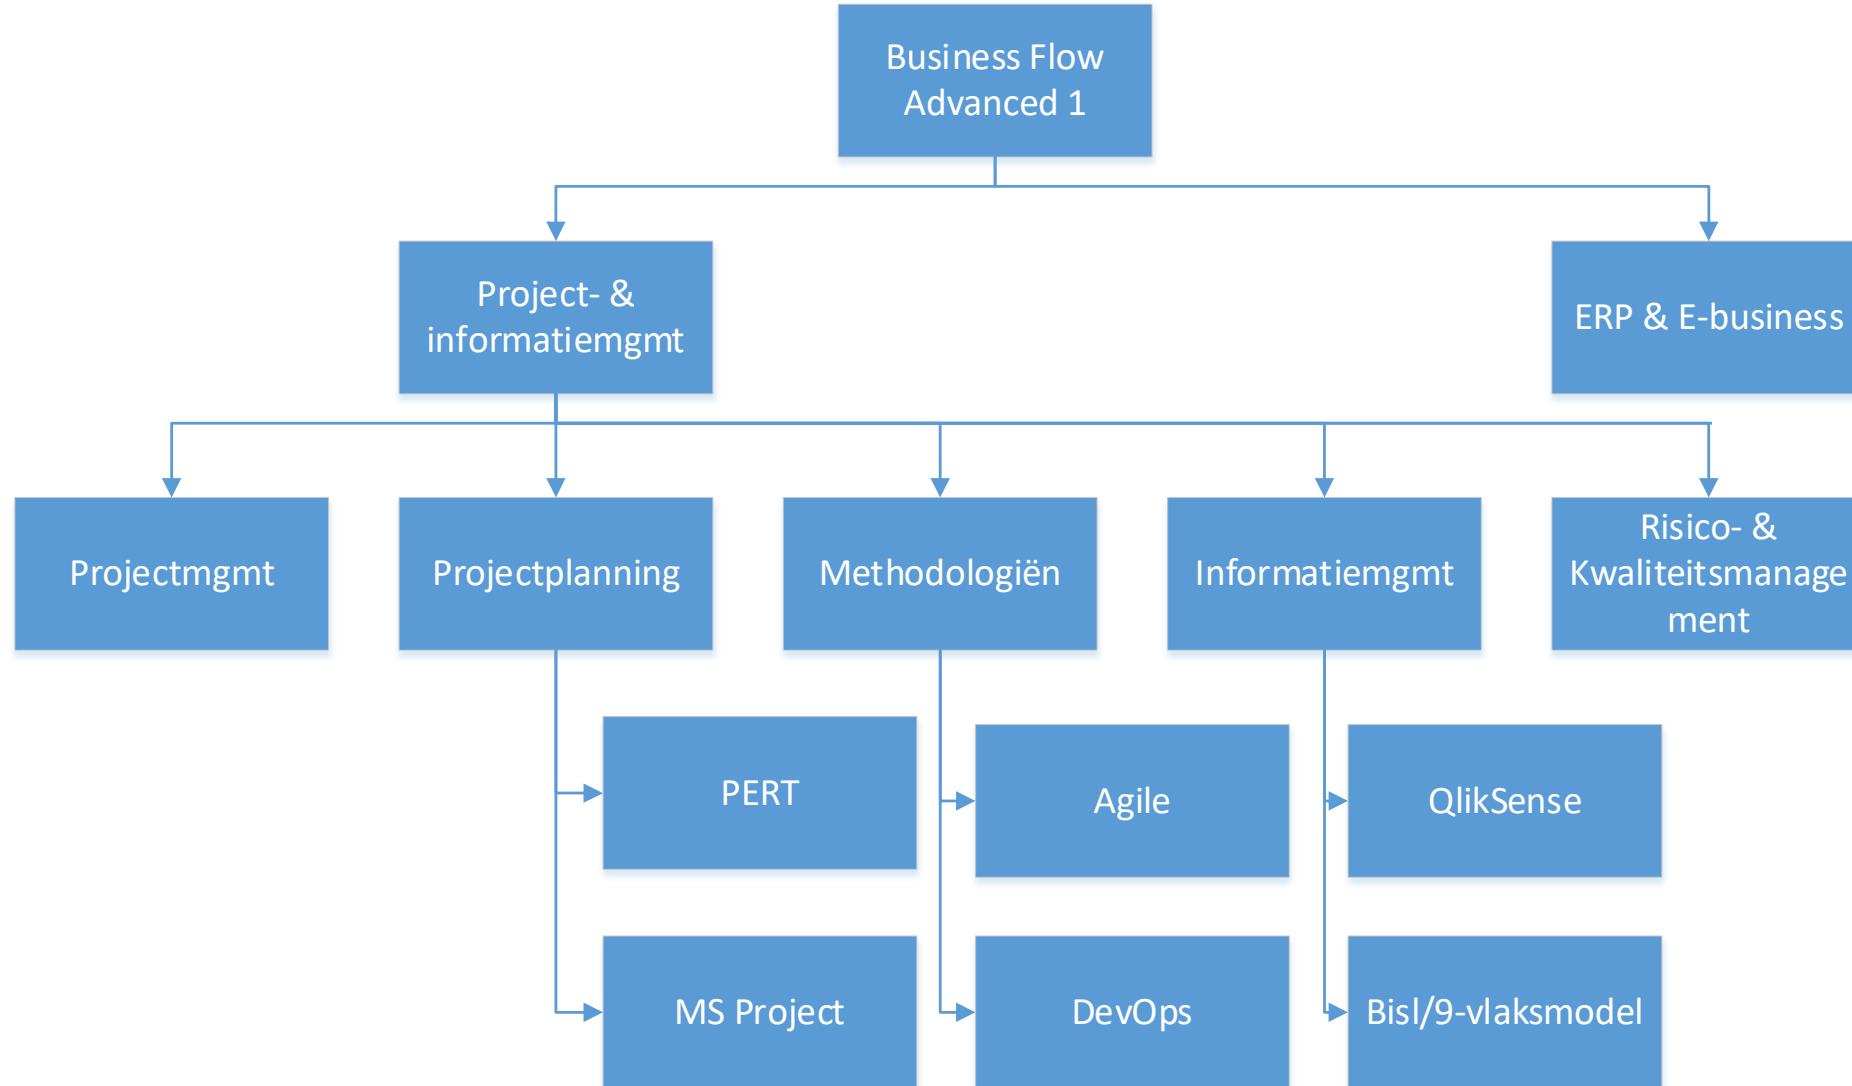 Business Flow
Advanced 1
Project- &
informatiemgmt
ERP & E-business
Projectmgmt
Projectplanning
Methodologiën
Informatiemgmt
Risico- &
Kwaliteitsmanage
ment
PERT
Agile
QlikSense
MS Project
DevOps
Bisl/9-vlaksmodel